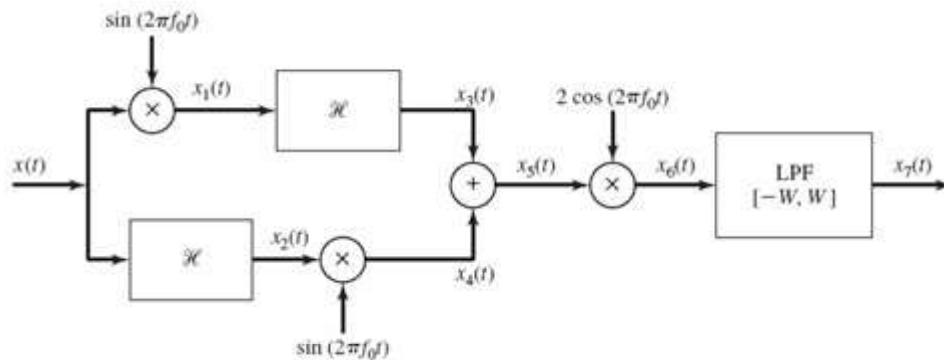 sin (2πf₀t)
x₁(t)
ℋ
x₃(t)
2 cos (2πf₀t)
x(t)
×
+
x₅(t)
×
x₆(t)
LPF
[−W, W]
x₇(t)
ℋ
x₂(t)
×
x₄(t)
sin (2πf₀t)